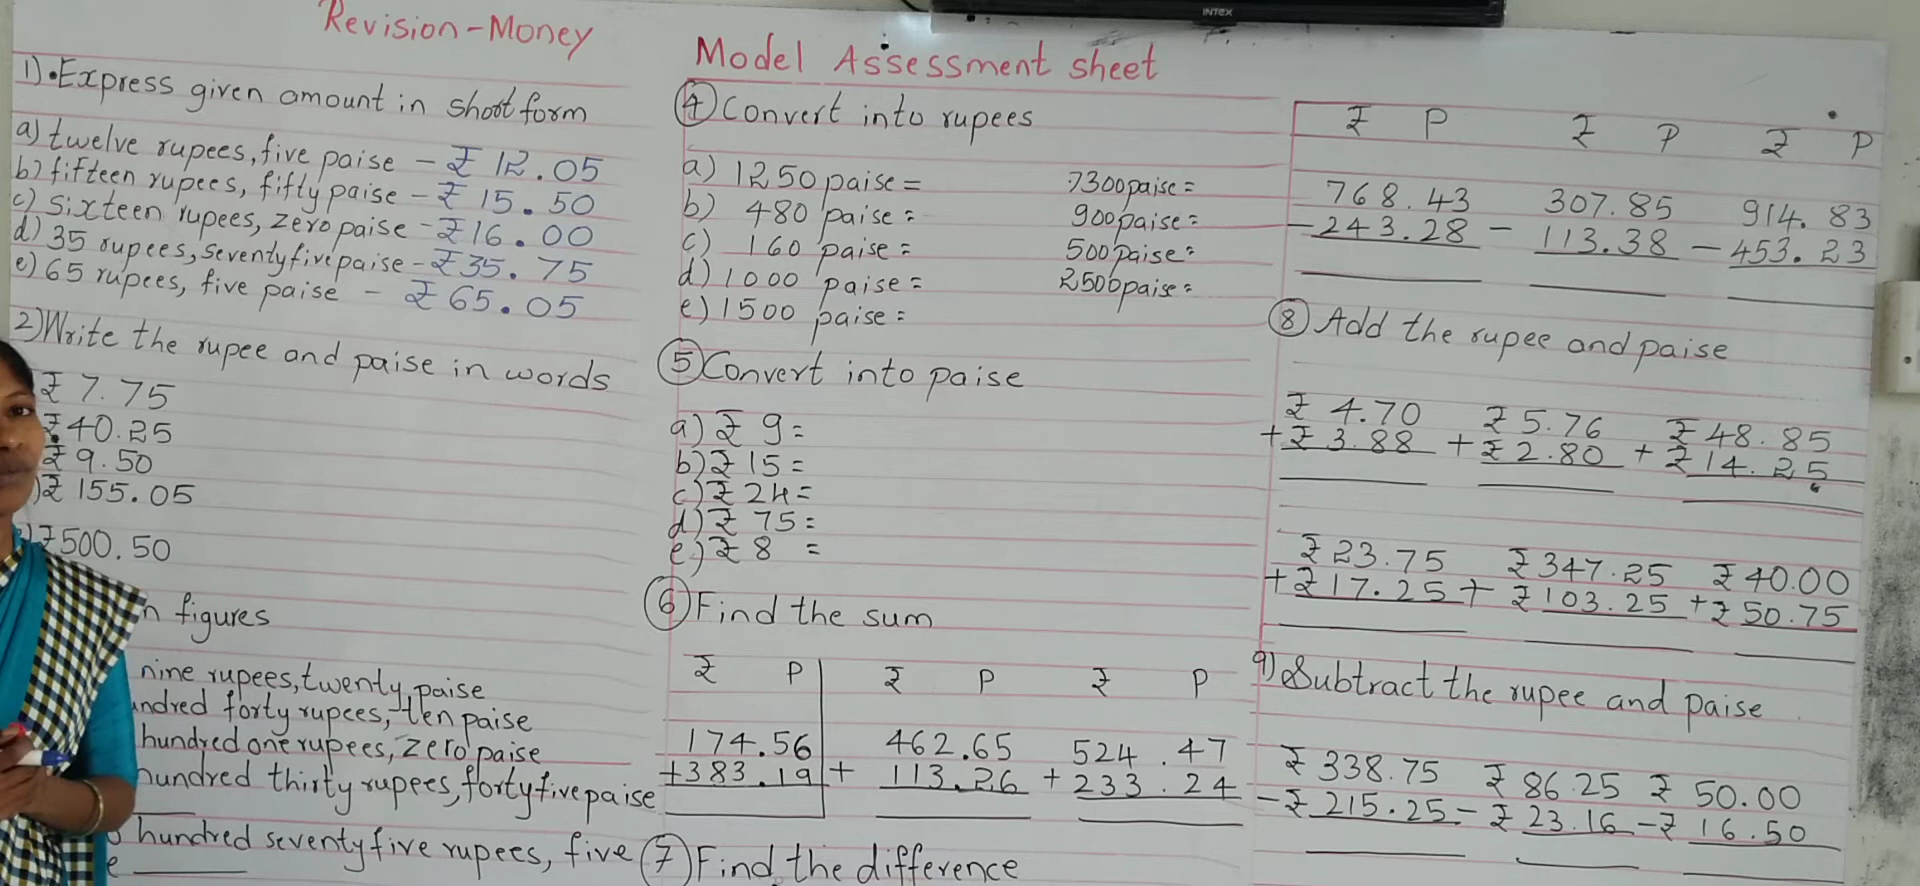 INTEX
Revision-Money
Model Assessment sheet
1) Express given amount in short form
a) twelve rupees, five paise - ₹ 12.05
b) fifteen rupees, fifty paise - ₹ 15.50
c) Sixteen rupees, zero paise - ₹16.00
d) 35 rupees, seventy five paise - ₹35.75
e) 65 rupees, five paise - ₹65.05
2) Write the rupee and paise in words
₹ 7.75
₹40.25
₹ 9.50
) ₹ 155.05
) ₹500.50
n figures
nine rupees, twenty paise
undred forty rupees, ten paise
hundred one rupees, zero paise
hundred thirty rupees, forty five paise
hundred seventy five rupees, five
e
4 Convert into rupees
a) 1250 paise = 7300 paise =
b) 480 paise = 900 paise =
c) 160 paise = 500 paise =
d) 1000 paise = 2500 paise =
e) 1500 paise =
5 Convert into paise
a) ₹ 9 =
b) ₹ 15 =
c) ₹ 24 =
d) ₹ 75 =
e) ₹ 8 =
6 Find the sum
₹ P ₹ P ₹ P
174.56 462.65 524.47
+383.19 + 113.26 + 233.24
7 Find the difference
₹ P ₹ P ₹ P
768.43 307.85 914.83
-243.28 - 113.38 - 453.23
8 Add the rupee and paise
₹ 4.70 ₹ 5.76 ₹ 48.85
+ ₹ 3.88 + ₹ 2.80 + ₹ 14.25
₹ 23.75 ₹ 347.25 ₹ 40.00
+ ₹ 17.25 + ₹ 103.25 + ₹ 50.75
9) Subtract the rupee and paise
₹ 338.75 ₹ 86.25 ₹ 50.00
- ₹ 215.25 - ₹ 23.16 - ₹ 16.50